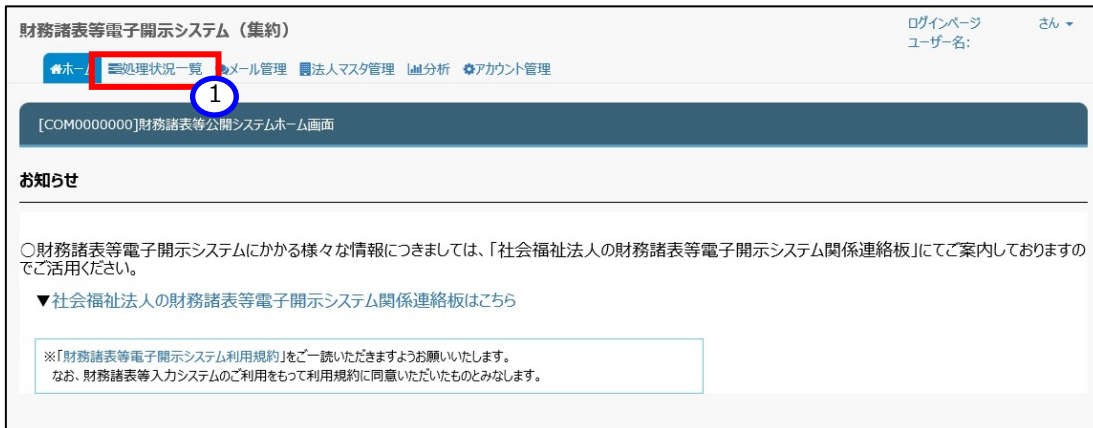 財務諸表等電子開示システム（集約）
ログインページ さん
ユーザー名:
ホーム 処理状況一覧 メール管理 法人マスタ管理 分析 アカウント管理
1
[COM0000000]財務諸表等公開システムホーム画面
お知らせ
○財務諸表等電子開示システムにかかる様々な情報につきましては、「社会福祉法人の財務諸表等電子開示システム関係連絡板」にてご案内しておりますの
でご活用ください。
▼社会福祉法人の財務諸表等電子開示システム関係連絡板はこちら
※「財務諸表等電子開示システム利用規約」をご一読いただきますようお願いいたします。
なお、財務諸表等入力システムのご利用をもって利用規約に同意いただいたものとみなします。